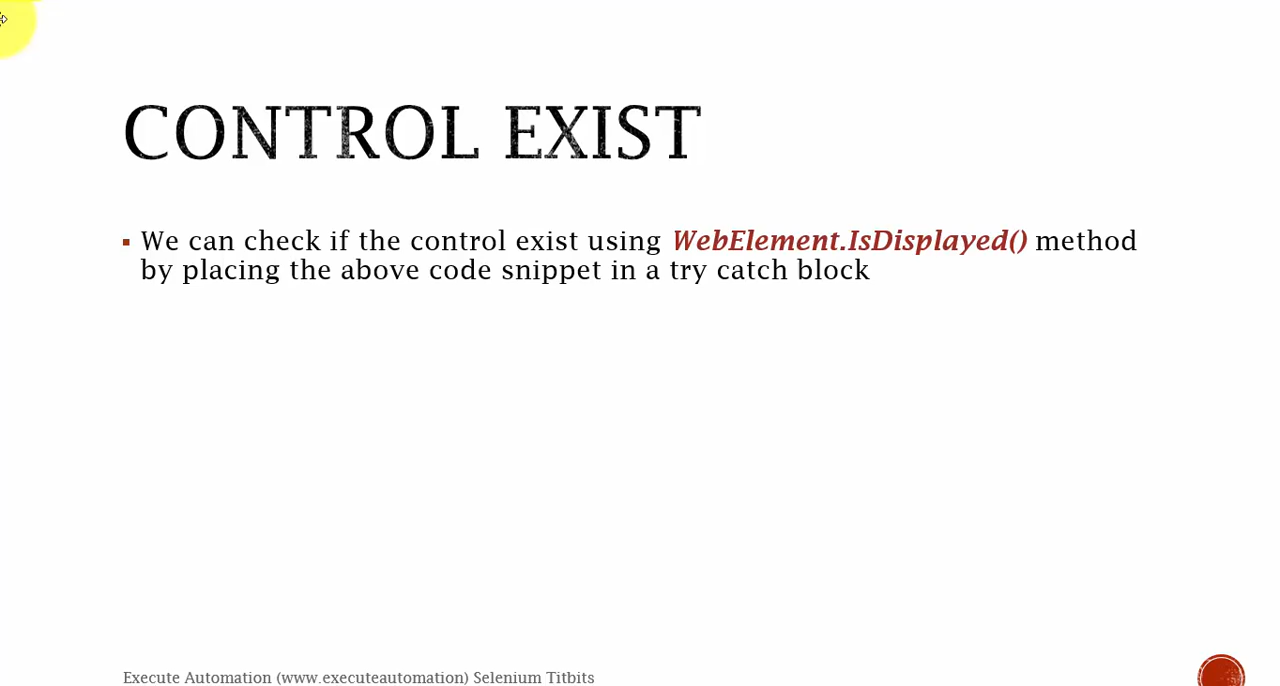 CONTROL EXIST
▪ We can check if the control exist using WebElement.IsDisplayed() method
by placing the above code snippet in a try catch block
Execute Automation (www.executeautomation) Selenium Titbits